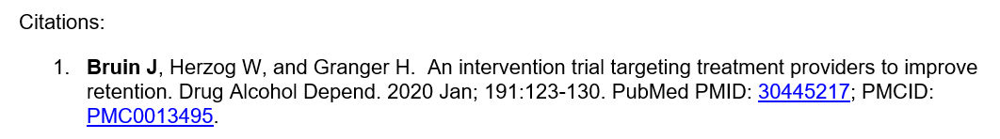 Citations:
1. Bruin J, Herzog W, and Granger H. An intervention trial targeting treatment providers to improve
retention. Drug Alcohol Depend. 2020 Jan; 191:123-130. PubMed PMID: 30445217; PMCID:
PMC0013495.